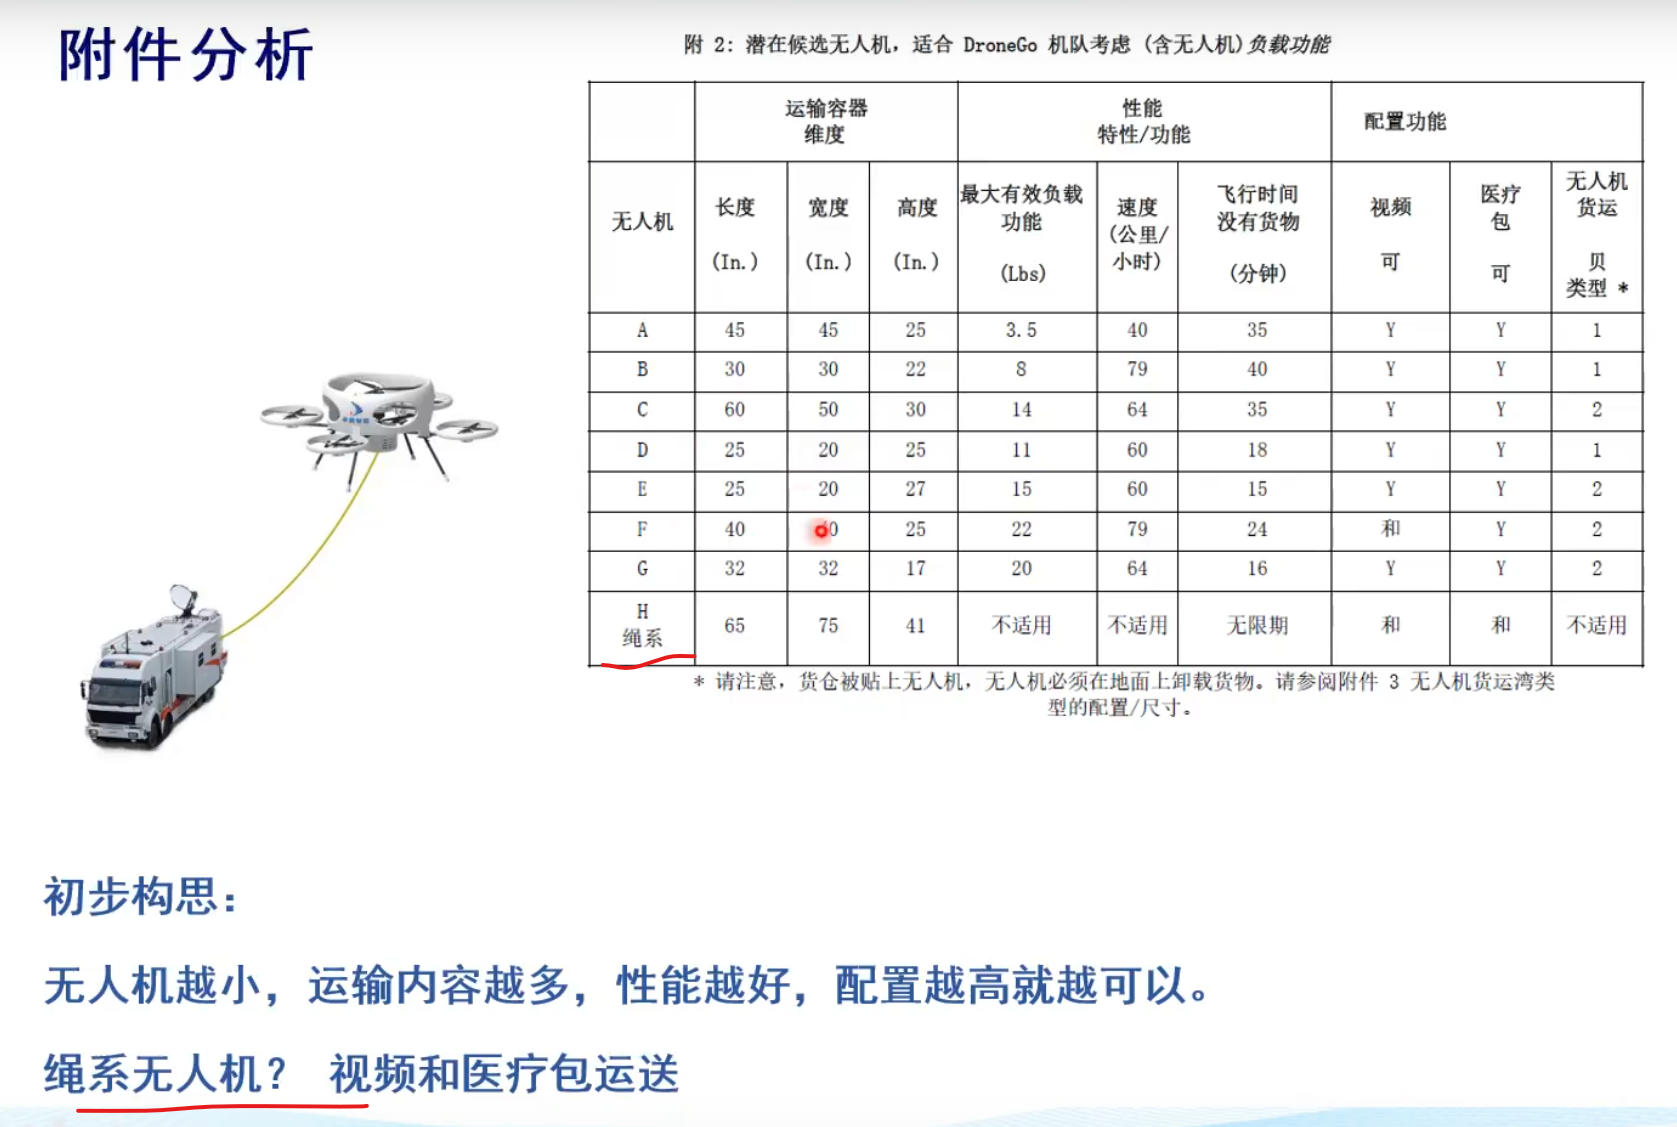 附件分析
附 2: 潜在候选无人机，适合 DroneGo 机队考虑 (含无人机)负载功能
运输容器
维度
性能
特性/功能
配置功能
无人机
长度
(In.)
宽度
(In.)
高度
(In.)
最大有效负载
功能
(Lbs)
速度
(公里/
小时)
飞行时间
没有货物
(分钟)
视频
可
医疗
包
可
无人机
货运
贝
类型 *
A 45 45 25 3.5 40 35 Y Y 1
B 30 30 22 8 79 40 Y Y 1
C 60 50 30 14 64 35 Y Y 2
D 25 20 25 11 60 18 Y Y 1
E 25 20 27 15 60 15 Y Y 2
F 40 0 25 22 79 24 和 Y 2
G 32 32 17 20 64 16 Y Y 2
H
绳系 65 75 41 不适用 不适用 无限期 和 和 不适用
* 请注意，货仓被贴上无人机，无人机必须在地面上卸载货物。请参阅附件 3 无人机货运湾类
型的配置/尺寸。
初步构思：
无人机越小，运输内容越多，性能越好，配置越高就越可以。
绳系无人机？ 视频和医疗包运送